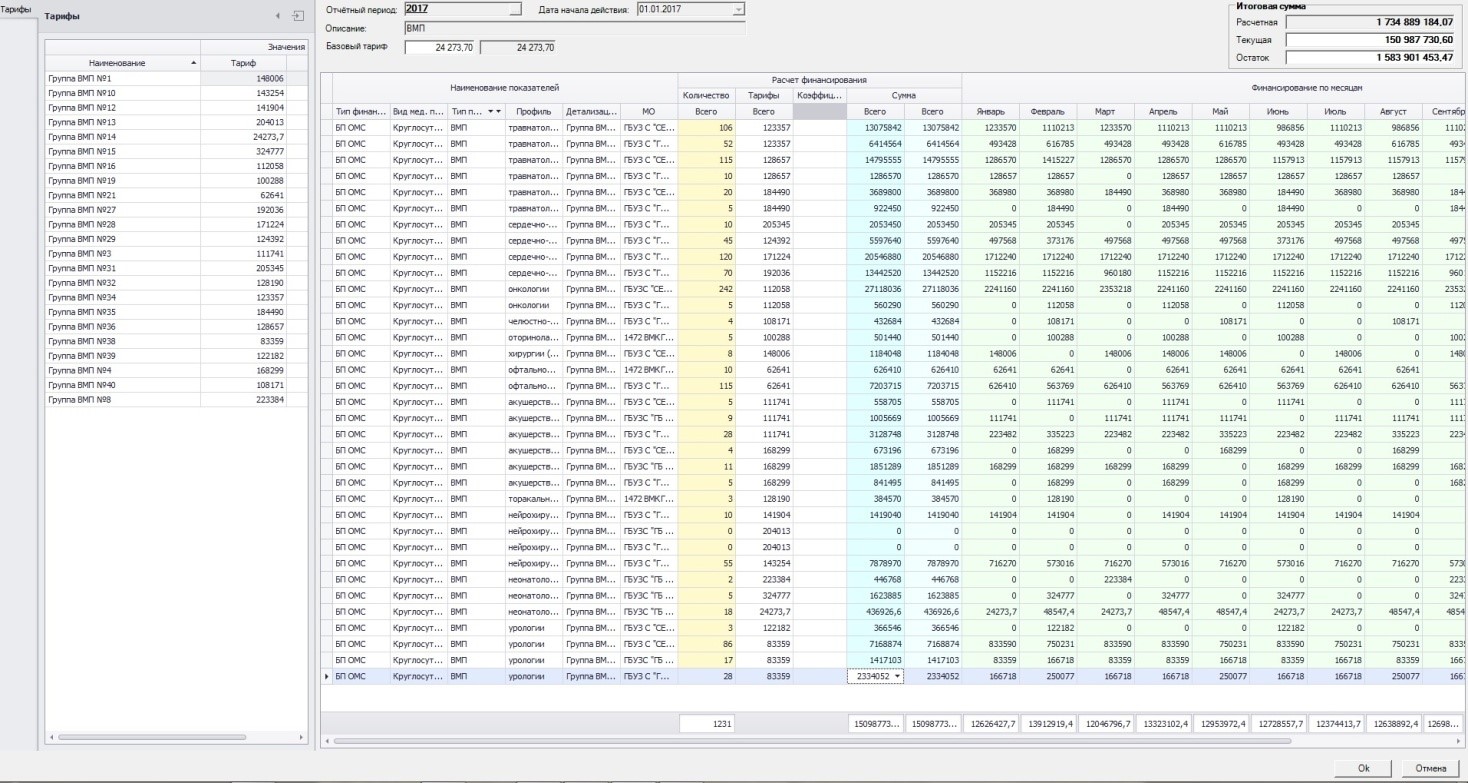 Тарифы
Тарифы
Значения
Наименование Тариф
Группа ВМП №1 148006
Группа ВМП №10 143254
Группа ВМП №12 141904
Группа ВМП №13 204013
Группа ВМП №14 24273,7
Группа ВМП №15 324777
Группа ВМП №16 112058
Группа ВМП №19 100288
Группа ВМП №21 62641
Группа ВМП №27 192036
Группа ВМП №28 171224
Группа ВМП №29 124392
Группа ВМП №3 111741
Группа ВМП №31 205345
Группа ВМП №32 128190
Группа ВМП №34 123357
Группа ВМП №35 184490
Группа ВМП №36 128657
Группа ВМП №38 83359
Группа ВМП №39 122182
Группа ВМП №4 168299
Группа ВМП №40 108171
Группа ВМП №8 223384
Отчётный период: 2017 Дата начала действия: 01.01.2017
Описание: ВМП
Базовый тариф 24 273,70 24 273,70
Итоговая сумма
Расчетная 1 734 889 184,07
Текущая 150 987 730,60
Остаток 1 583 901 453,47
Наименование показателей Расчет финансирования Финансирование по месяцам
Количество Тарифы Коэффиц... Сумма
Тип финан... Вид мед. п... Тип п... Профиль Детализац... МО Всего Всего Всего Всего Январь Февраль Март Апрель Май Июнь Июль Август Сентябр
БП ОМС Круглосут... ВМП травматол... Группа ВМ... ГБУЗ С "СЕ... 106 123357 13075842 13075842 1233570 1110213 1233570 1110213 1110213 986856 1110213 986856 11102
БП ОМС Круглосут... ВМП травматол... Группа ВМ... ГБУЗ С "Г... 52 123357 6414564 6414564 493428 616785 493428 493428 616785 493428 493428 616785 4934
БП ОМС Круглосут... ВМП травматол... Группа ВМ... ГБУЗ С "СЕ... 115 128657 14795555 14795555 1286570 1415227 1286570 1286570 1286570 1157913 1157913 1157913 11579
БП ОМС Круглосут... ВМП травматол... Группа ВМ... ГБУЗ С "Г... 10 128657 1286570 1286570 128657 128657 0 128657 128657 128657 128657 128657
БП ОМС Круглосут... ВМП травматол... Группа ВМ... ГБУЗ С "СЕ... 20 184490 3689800 3689800 368980 368980 184490 368980 368980 184490 368980 368980 1844
БП ОМС Круглосут... ВМП травматол... Группа ВМ... ГБУЗ С "Г... 5 184490 922450 922450 0 184490 0 184490 0 184490 0 0 1844
БП ОМС Круглосут... ВМП сердечно-... Группа ВМ... ГБУЗ С "Г... 10 205345 2053450 2053450 205345 205345 0 205345 205345 205345 205345 205345
БП ОМС Круглосут... ВМП сердечно-... Группа ВМ... ГБУЗ С "Г... 45 124392 5597640 5597640 497568 373176 497568 497568 497568 373176 497568 497568 4975
БП ОМС Круглосут... ВМП сердечно-... Группа ВМ... ГБУЗ С "Г... 120 171224 20546880 20546880 1712240 1712240 1712240 1712240 1712240 1712240 1712240 1712240 17122
БП ОМС Круглосут... ВМП сердечно-... Группа ВМ... ГБУЗ С "Г... 70 192036 13442520 13442520 1152216 1152216 960180 1152216 1152216 1152216 1152216 1152216 9601
БП ОМС Круглосут... ВМП онкологии Группа ВМ... ГБУЗС "СЕ... 242 112058 27118036 27118036 2241160 2241160 2353218 2241160 2241160 2241160 2241160 2241160 23532
БП ОМС Круглосут... ВМП онкологии Группа ВМ... ГБУЗ С "Г... 5 112058 560290 560290 0 112058 0 112058 0 112058 0 0 1120
БП ОМС Круглосут... ВМП челюстно-... Группа ВМ... ГБУЗ С "Г... 4 108171 432684 432684 0 108171 0 0 108171 0 0 108171
БП ОМС Круглосут... ВМП оторинола... Группа ВМ... 1472 ВМКГ... 5 100288 501440 501440 0 100288 0 100288 0 100288 0 0 1002
БП ОМС Круглосут... ВМП хирургии (... Группа ВМ... ГБУЗ С "СЕ... 8 148006 1184048 1184048 148006 0 148006 148006 148006 0 148006 0 1480
БП ОМС Круглосут... ВМП офтально... Группа ВМ... 1472 ВМКГ... 10 62641 626410 626410 62641 62641 0 62641 62641 62641 62641 62641
БП ОМС Круглосут... ВМП офтально... Группа ВМ... ГБУЗ С "Г... 115 62641 7203715 7203715 626410 563769 626410 563769 626410 563769 626410 626410 5637
БП ОМС Круглосут... ВМП акушерств... Группа ВМ... ГБУЗ С "СЕ... 5 111741 558705 558705 0 111741 0 111741 0 111741 0 0 1117
БП ОМС Круглосут... ВМП акушерств... Группа ВМ... ГБУЗС "ГБ ... 9 111741 1005669 1005669 111741 0 111741 111741 111741 0 111741 111741 1117
БП ОМС Круглосут... ВМП акушерств... Группа ВМ... ГБУЗ С "Г... 28 111741 3128748 3128748 223482 335223 223482 223482 335223 223482 223482 335223 2234
БП ОМС Круглосут... ВМП акушерств... Группа ВМ... ГБУЗ С "СЕ... 4 168299 673196 673196 0 168299 0 0 168299 0 0 168299
БП ОМС Круглосут... ВМП акушерств... Группа ВМ... ГБУЗС "ГБ ... 11 168299 1851289 1851289 168299 168299 168299 168299 0 168299 168299 168299 1682
БП ОМС Круглосут... ВМП акушерств... Группа ВМ... ГБУЗ С "Г... 5 168299 841495 841495 0 168299 0 168299 0 168299 0 0 1682
БП ОМС Круглосут... ВМП торакальн... Группа ВМ... 1472 ВМКГ... 3 128190 384570 384570 0 128190 0 0 0 128190 0 0
БП ОМС Круглосут... ВМП нейрохиру... Группа ВМ... ГБУЗ С "Г... 10 141904 1419040 1419040 141904 141904 0 141904 141904 141904 141904 141904
БП ОМС Круглосут... ВМП нейрохиру... Группа ВМ... ГБУЗС "ГБ ... 0 204013 0 0 0 0 0 0 0 0 0 0
БП ОМС Круглосут... ВМП нейрохиру... Группа ВМ... ГБУЗ С "Г... 0 204013 0 0 0 0 0 0 0 0 0 0
БП ОМС Круглосут... ВМП нейрохиру... Группа ВМ... ГБУЗ С "Г... 55 143254 7878970 7878970 716270 573016 716270 573016 716270 573016 716270 716270 5730
БП ОМС Круглосут... ВМП неонатоло... Группа ВМ... ГБУЗС "ГБ ... 2 223384 446768 446768 0 0 223384 0 0 0 0 0 2233
БП ОМС Круглосут... ВМП неонатоло... Группа ВМ... ГБУЗС "ГБ ... 5 324777 1623885 1623885 0 324777 0 324777 0 324777 0 0 3247
БП ОМС Круглосут... ВМП неонатоло... Группа ВМ... ГБУЗС "ГБ ... 18 24273,7 436926,6 436926,6 24273,7 48547,4 24273,7 48547,4 48547,4 24273,7 24273,7 48547,4 4854
БП ОМС Круглосут... ВМП урологии Группа ВМ... ГБУЗС "СЕ... 3 122182 366546 366546 0 122182 0 0 0 122182 0 0
БП ОМС Круглосут... ВМП урологии Группа ВМ... ГБУЗ С "СЕ... 86 83359 7168874 7168874 833590 750231 833590 833590 750231 833590 750231 750231 8335
БП ОМС Круглосут... ВМП урологии Группа ВМ... ГБУЗС "ГБ ... 17 83359 1417103 1417103 83359 166718 83359 166718 166718 83359 166718 83359 1667
БП ОМС Круглосут... ВМП урологии Группа ВМ... ГБУЗ С "Г... 28 83359 2334052 2334052 166718 250077 166718 166718 250077 166718 166718 250077 1667
1231 15098773... 15098773... 12626427,7 13912919,4 12046796,7 13323102,4 12953972,4 12728557,7 12374413,7 12638892,4 12698...
Ok Отмена